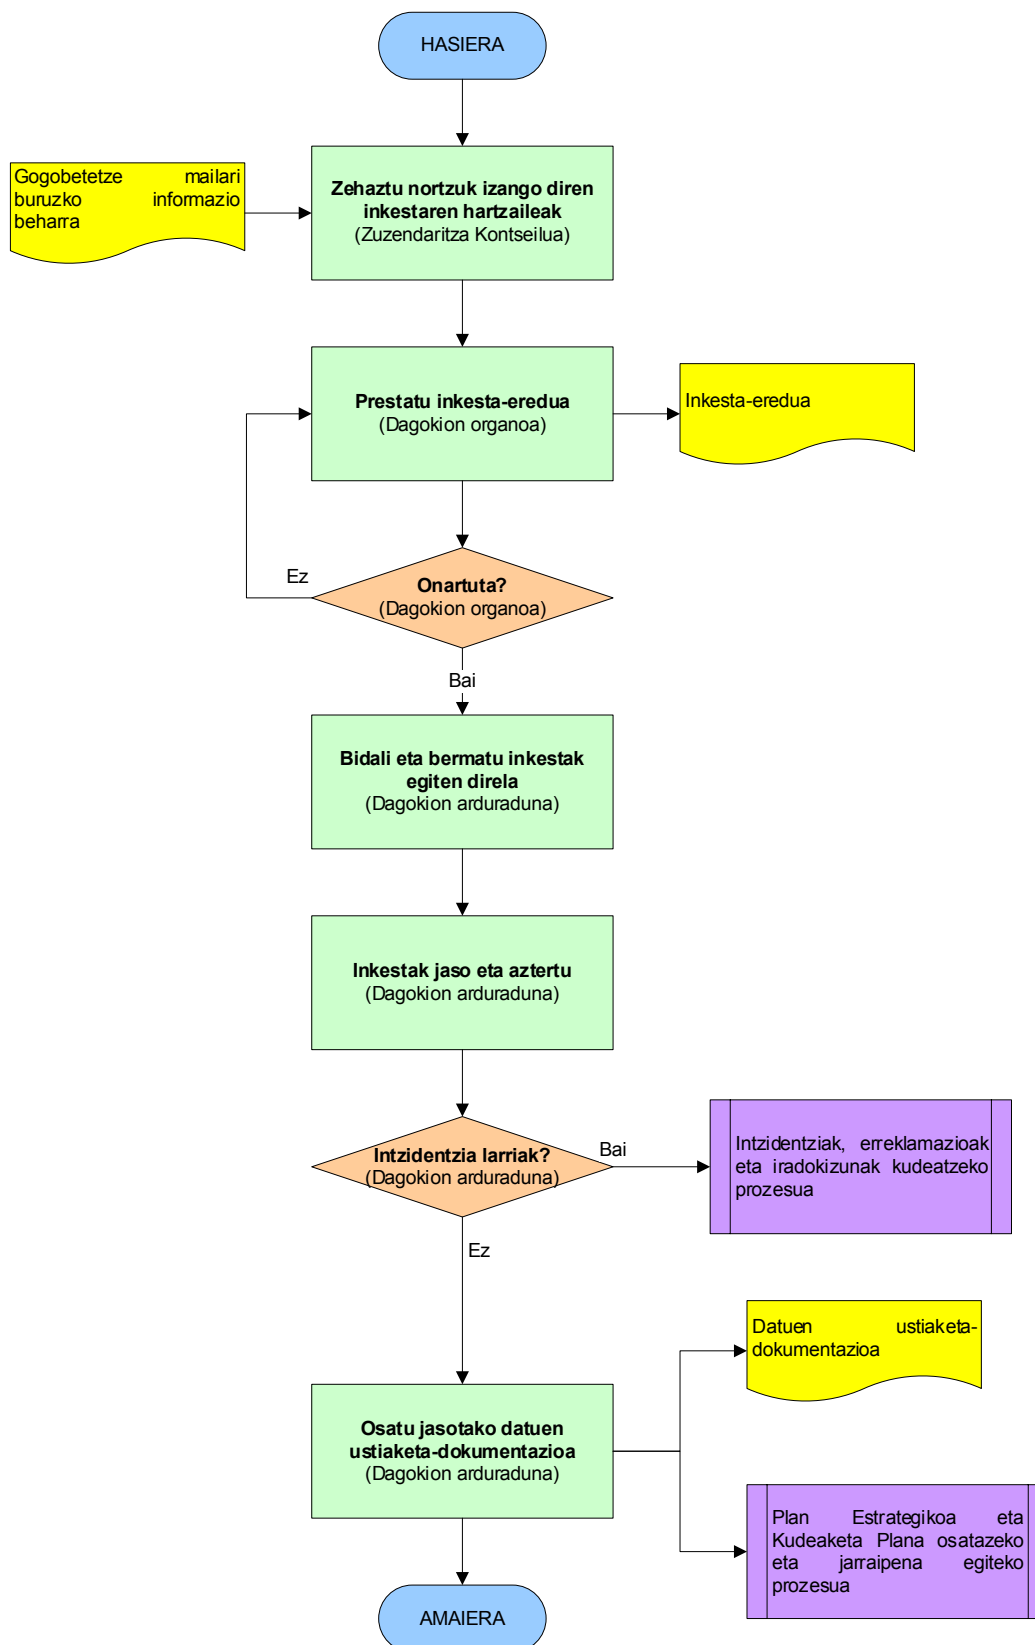 HASIERA
Gogobetetze mailari
buruzko informazio
beharra
Zehaztu nortzuk izango diren
inkestaren hartzaileak
(Zuzendaritza Kontseilua)
Prestatu inkesta-eredua
(Dagokion organoa)
Inkesta-eredua
Ez
Onartuta?
(Dagokion organoa)
Bai
Bidali eta bermatu inkestak
egiten direla
(Dagokion arduraduna)
Inkestak jaso eta aztertu
(Dagokion arduraduna)
Intzidentzia larriak?
(Dagokion arduraduna)
Bai
Intzidentziak, erreklamazioak
eta iradokizunak kudeatzeko
prozesua
Ez
Datuen ustiaketa-
dokumentazioa
Osatu jasotako datuen
ustiaketa-dokumentazioa
(Dagokion arduraduna)
Plan Estrategikoa eta
Kudeaketa Plana osatazeko
eta jarraipena egiteko
prozesua
AMAIERA